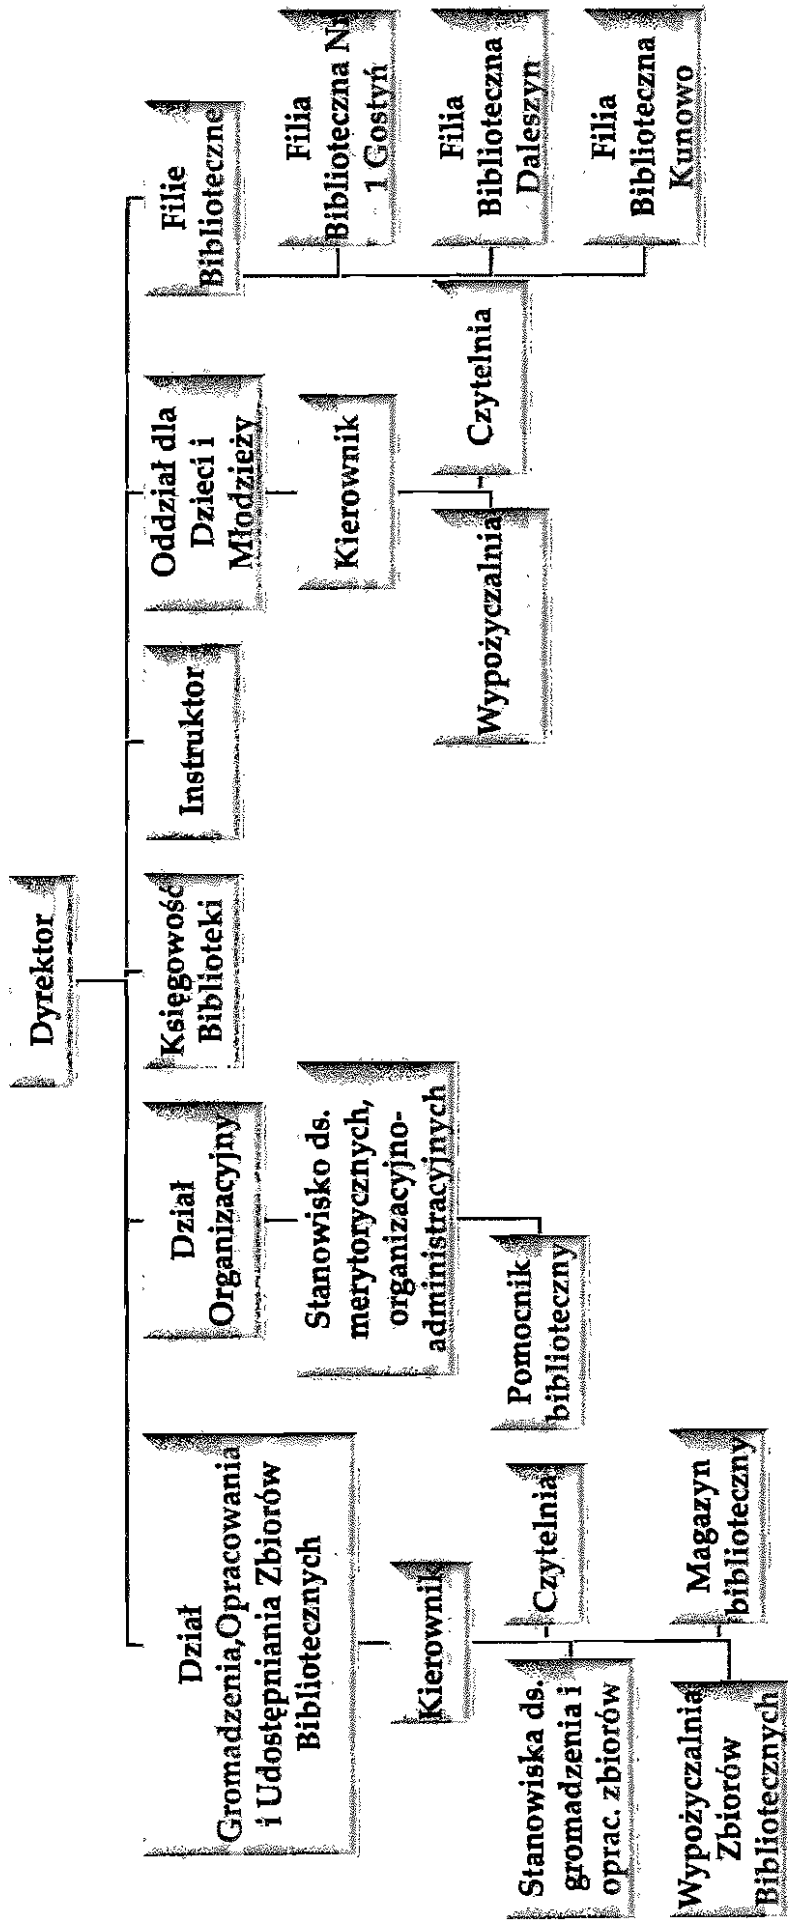 Dyrektor
Dział
Gromadzenia,Opracowania
i Udostępniania Zbiorów
Bibliotecznych
Kierownik
Stanowiska ds.
gromadzenia i
oprac. zbiorów
Czytelnia
Wypożyczalnia
Zbiorów
Bibliotecznych
Magazyn
biblioteczny
Dział
Organizacyjny
Stanowisko ds.
merytorycznych,
organizacyjno-
administracyjnych
Pomocnik
biblioteczny
Księgowość
Biblioteki
Instruktor
Oddział dla
Dzieci i
Młodzieży
Kierownik
Wypożyczalnia
Czytelnia
Filie
Biblioteczne
Filia
Biblioteczna Nr
1 Gostyń
Filia
Biblioteczna
Daleszyn
Filia
Biblioteczna
Kunowo